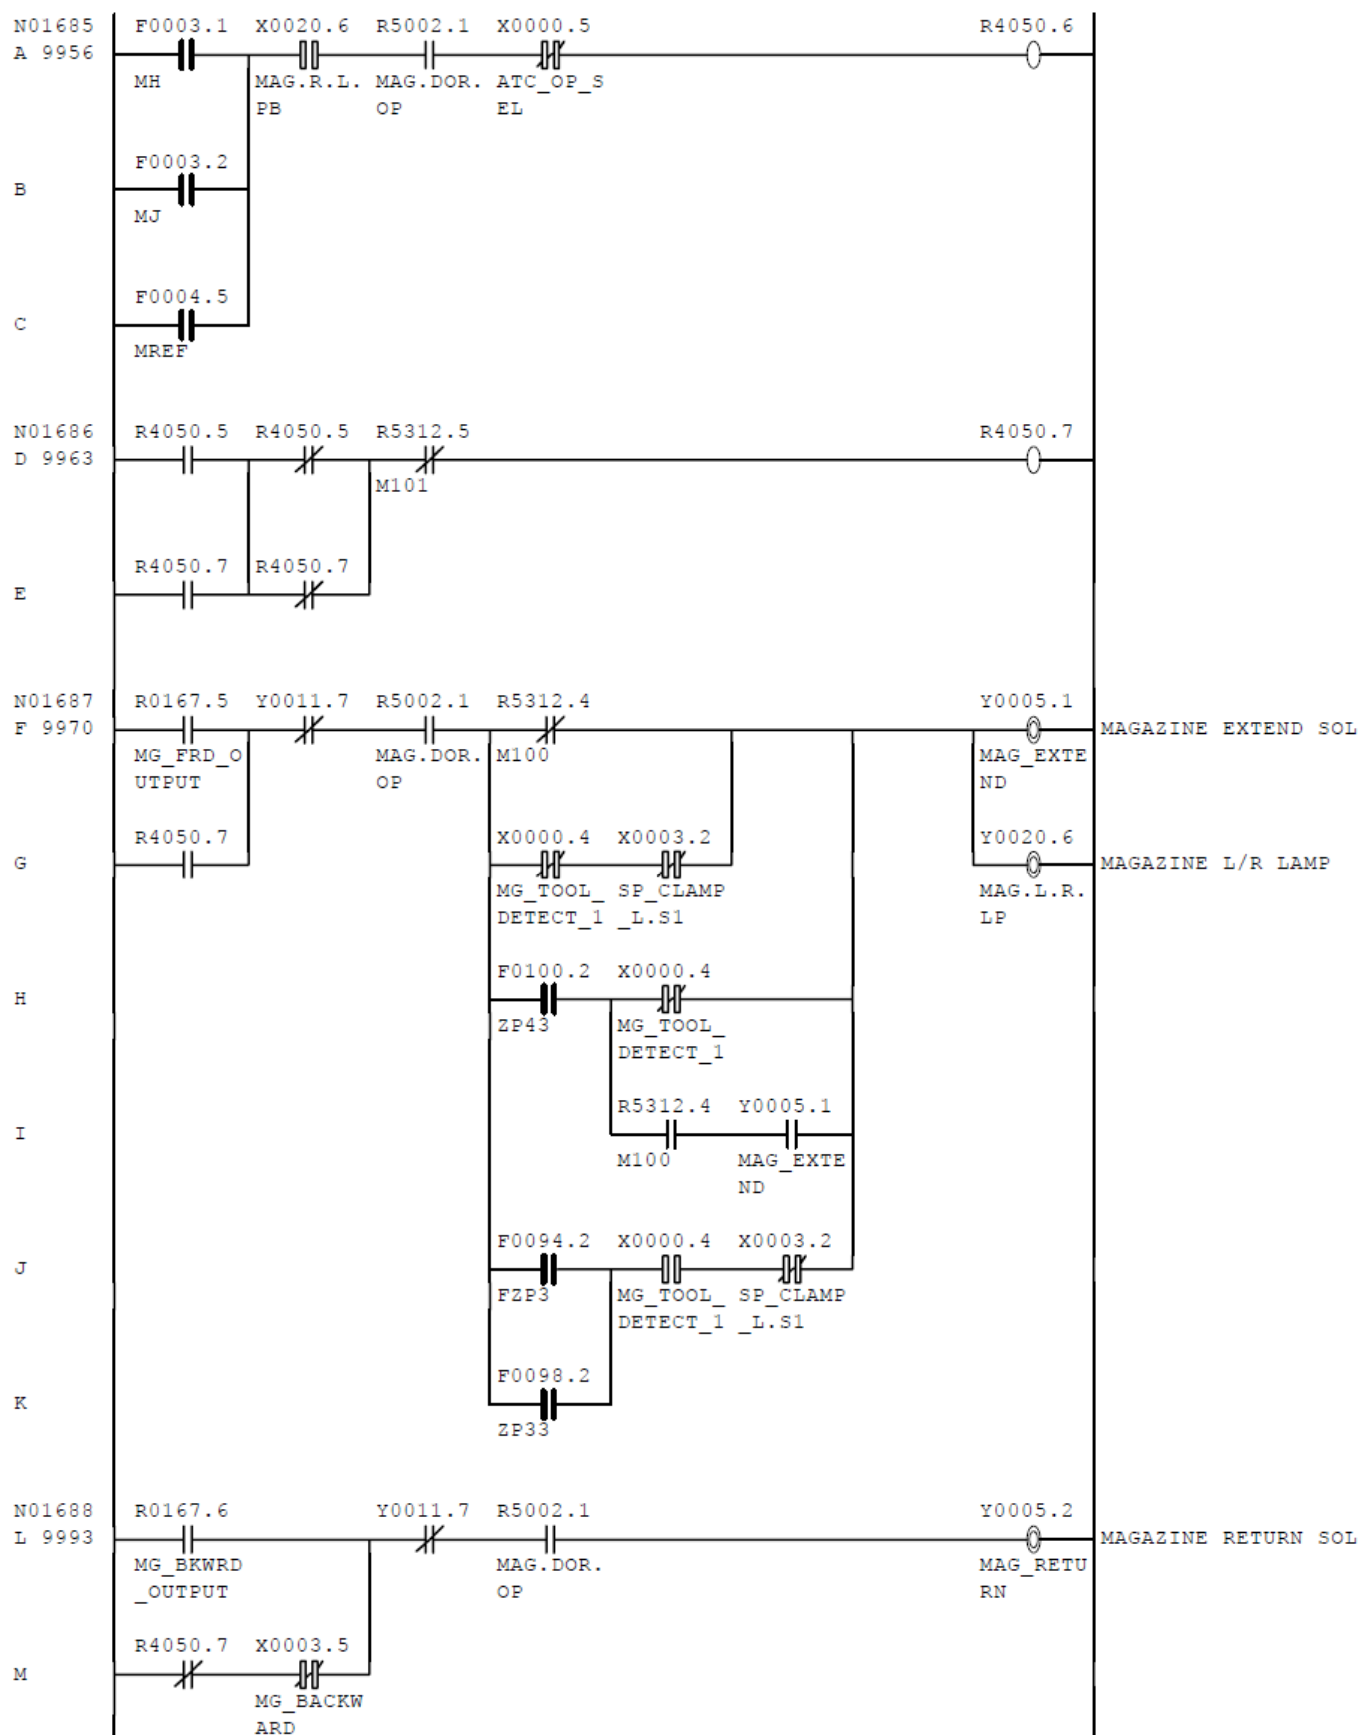 N01685 F0003.1 X0020.6 R5002.1 X0000.5 R4050.6
A 9956
MH MAG.R.L. MAG.DOR. ATC_OP_S
PB OP EL
F0003.2
B
MJ
F0004.5
C
MREF
N01686 R4050.5 R4050.5 R5312.5 R4050.7
D 9963
M101
R4050.7 R4050.7
E
N01687 R0167.5 Y0011.7 R5002.1 R5312.4 Y0005.1
F 9970 MAGAZINE EXTEND SOL
MG_FRD_O MAG.DOR. M100 MAG_EXTE
UTPUT OP ND
R4050.7 X0000.4 X0003.2 Y0020.6
G MAGAZINE L/R LAMP
MG_TOOL_ SP_CLAMP MAG.L.R.
DETECT_1 _L.S1 LP
F0100.2 X0000.4
H
ZP43 MG_TOOL_
DETECT_1
R5312.4 Y0005.1
I
M100 MAG_EXTE
ND
F0094.2 X0000.4 X0003.2
J
FZP3 MG_TOOL_ SP_CLAMP
DETECT_1 _L.S1
F0098.2
K
ZP33
N01688 R0167.6 Y0011.7 R5002.1 Y0005.2
L 9993 MAGAZINE RETURN SOL
MG_BKWRD MAG.DOR. MAG_RETU
_OUTPUT OP RN
R4050.7 X0003.5
M
MG_BACKW
ARD